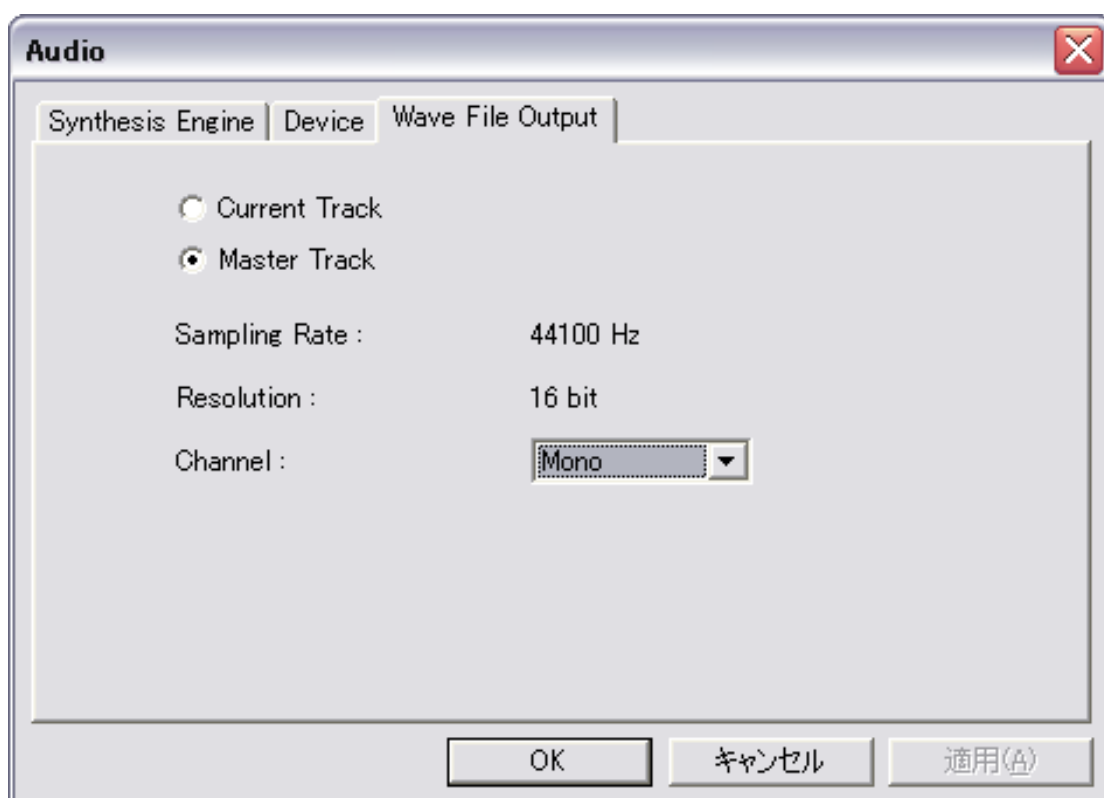 Audio
Synthesis Engine Device Wave File Output
Current Track
Master Track
Sampling Rate : 44100 Hz
Resolution : 16 bit
Channel : Mono
OK キャンセル 適用(A)